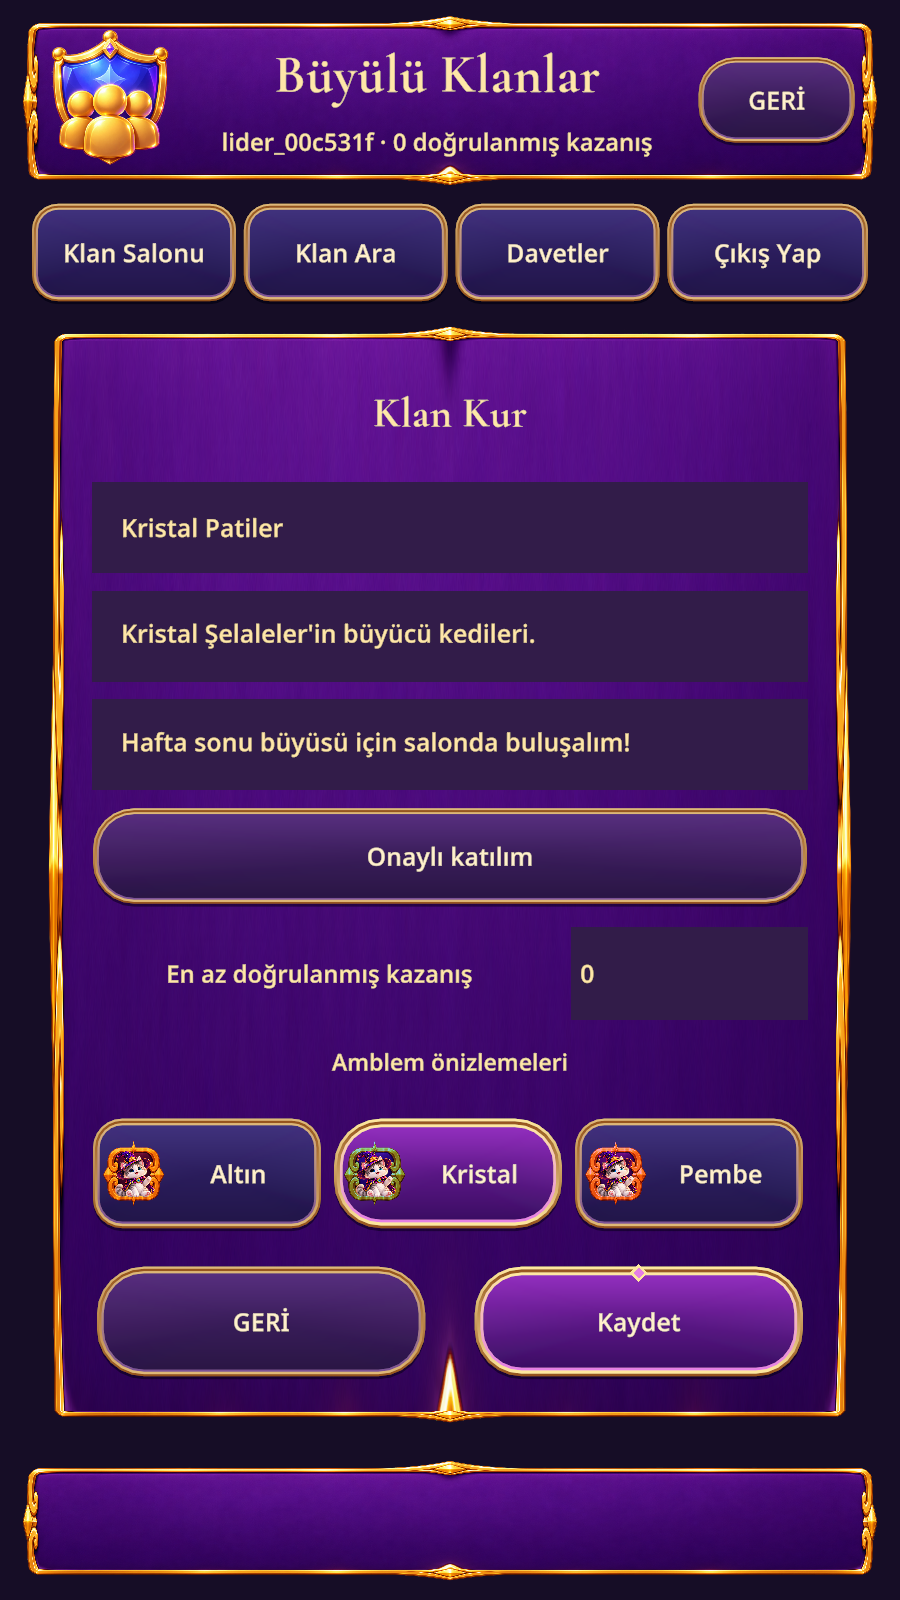 Büyülü Klanlar
GERİ
lider_00c531f · 0 doğrulanmış kazanış
Klan Salonu
Klan Ara
Davetler
Çıkış Yap
Klan Kur
Kristal Patiler
Kristal Şelaleler'in büyücü kedileri.
Hafta sonu büyüsü için salonda buluşalım!
Onaylı katılım
En az doğrulanmış kazanış
0
Amblem önizlemeleri
Altın
Kristal
Pembe
GERİ
Kaydet